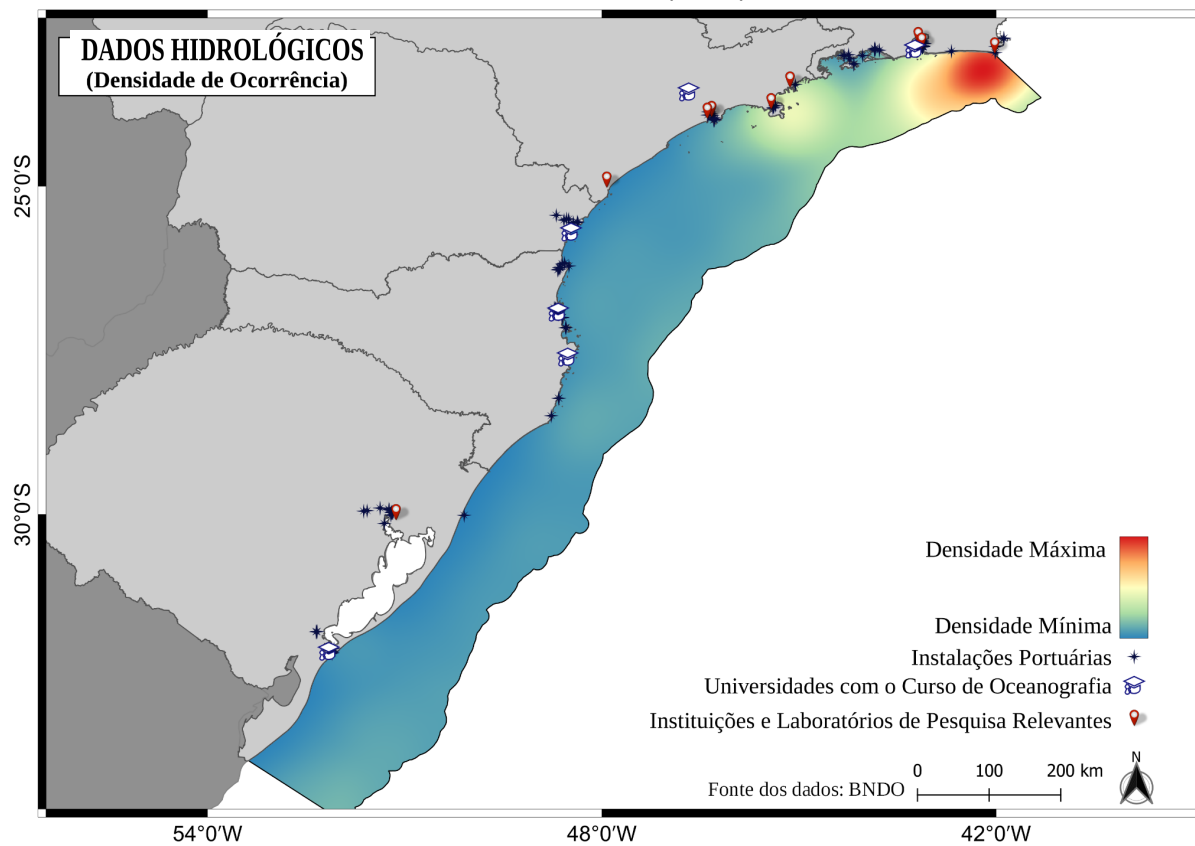 DADOS HIDROLÓGICOS
(Densidade de Ocorrência)
25°0'S
30°0'S
Densidade Máxima
Densidade Mínima
Instalações Portuárias
Universidades com o Curso de Oceanografia
Instituições e Laboratórios de Pesquisa Relevantes
N
0 100 200 km
Fonte dos dados: BNDO
54°0'W 48°0'W 42°0'W